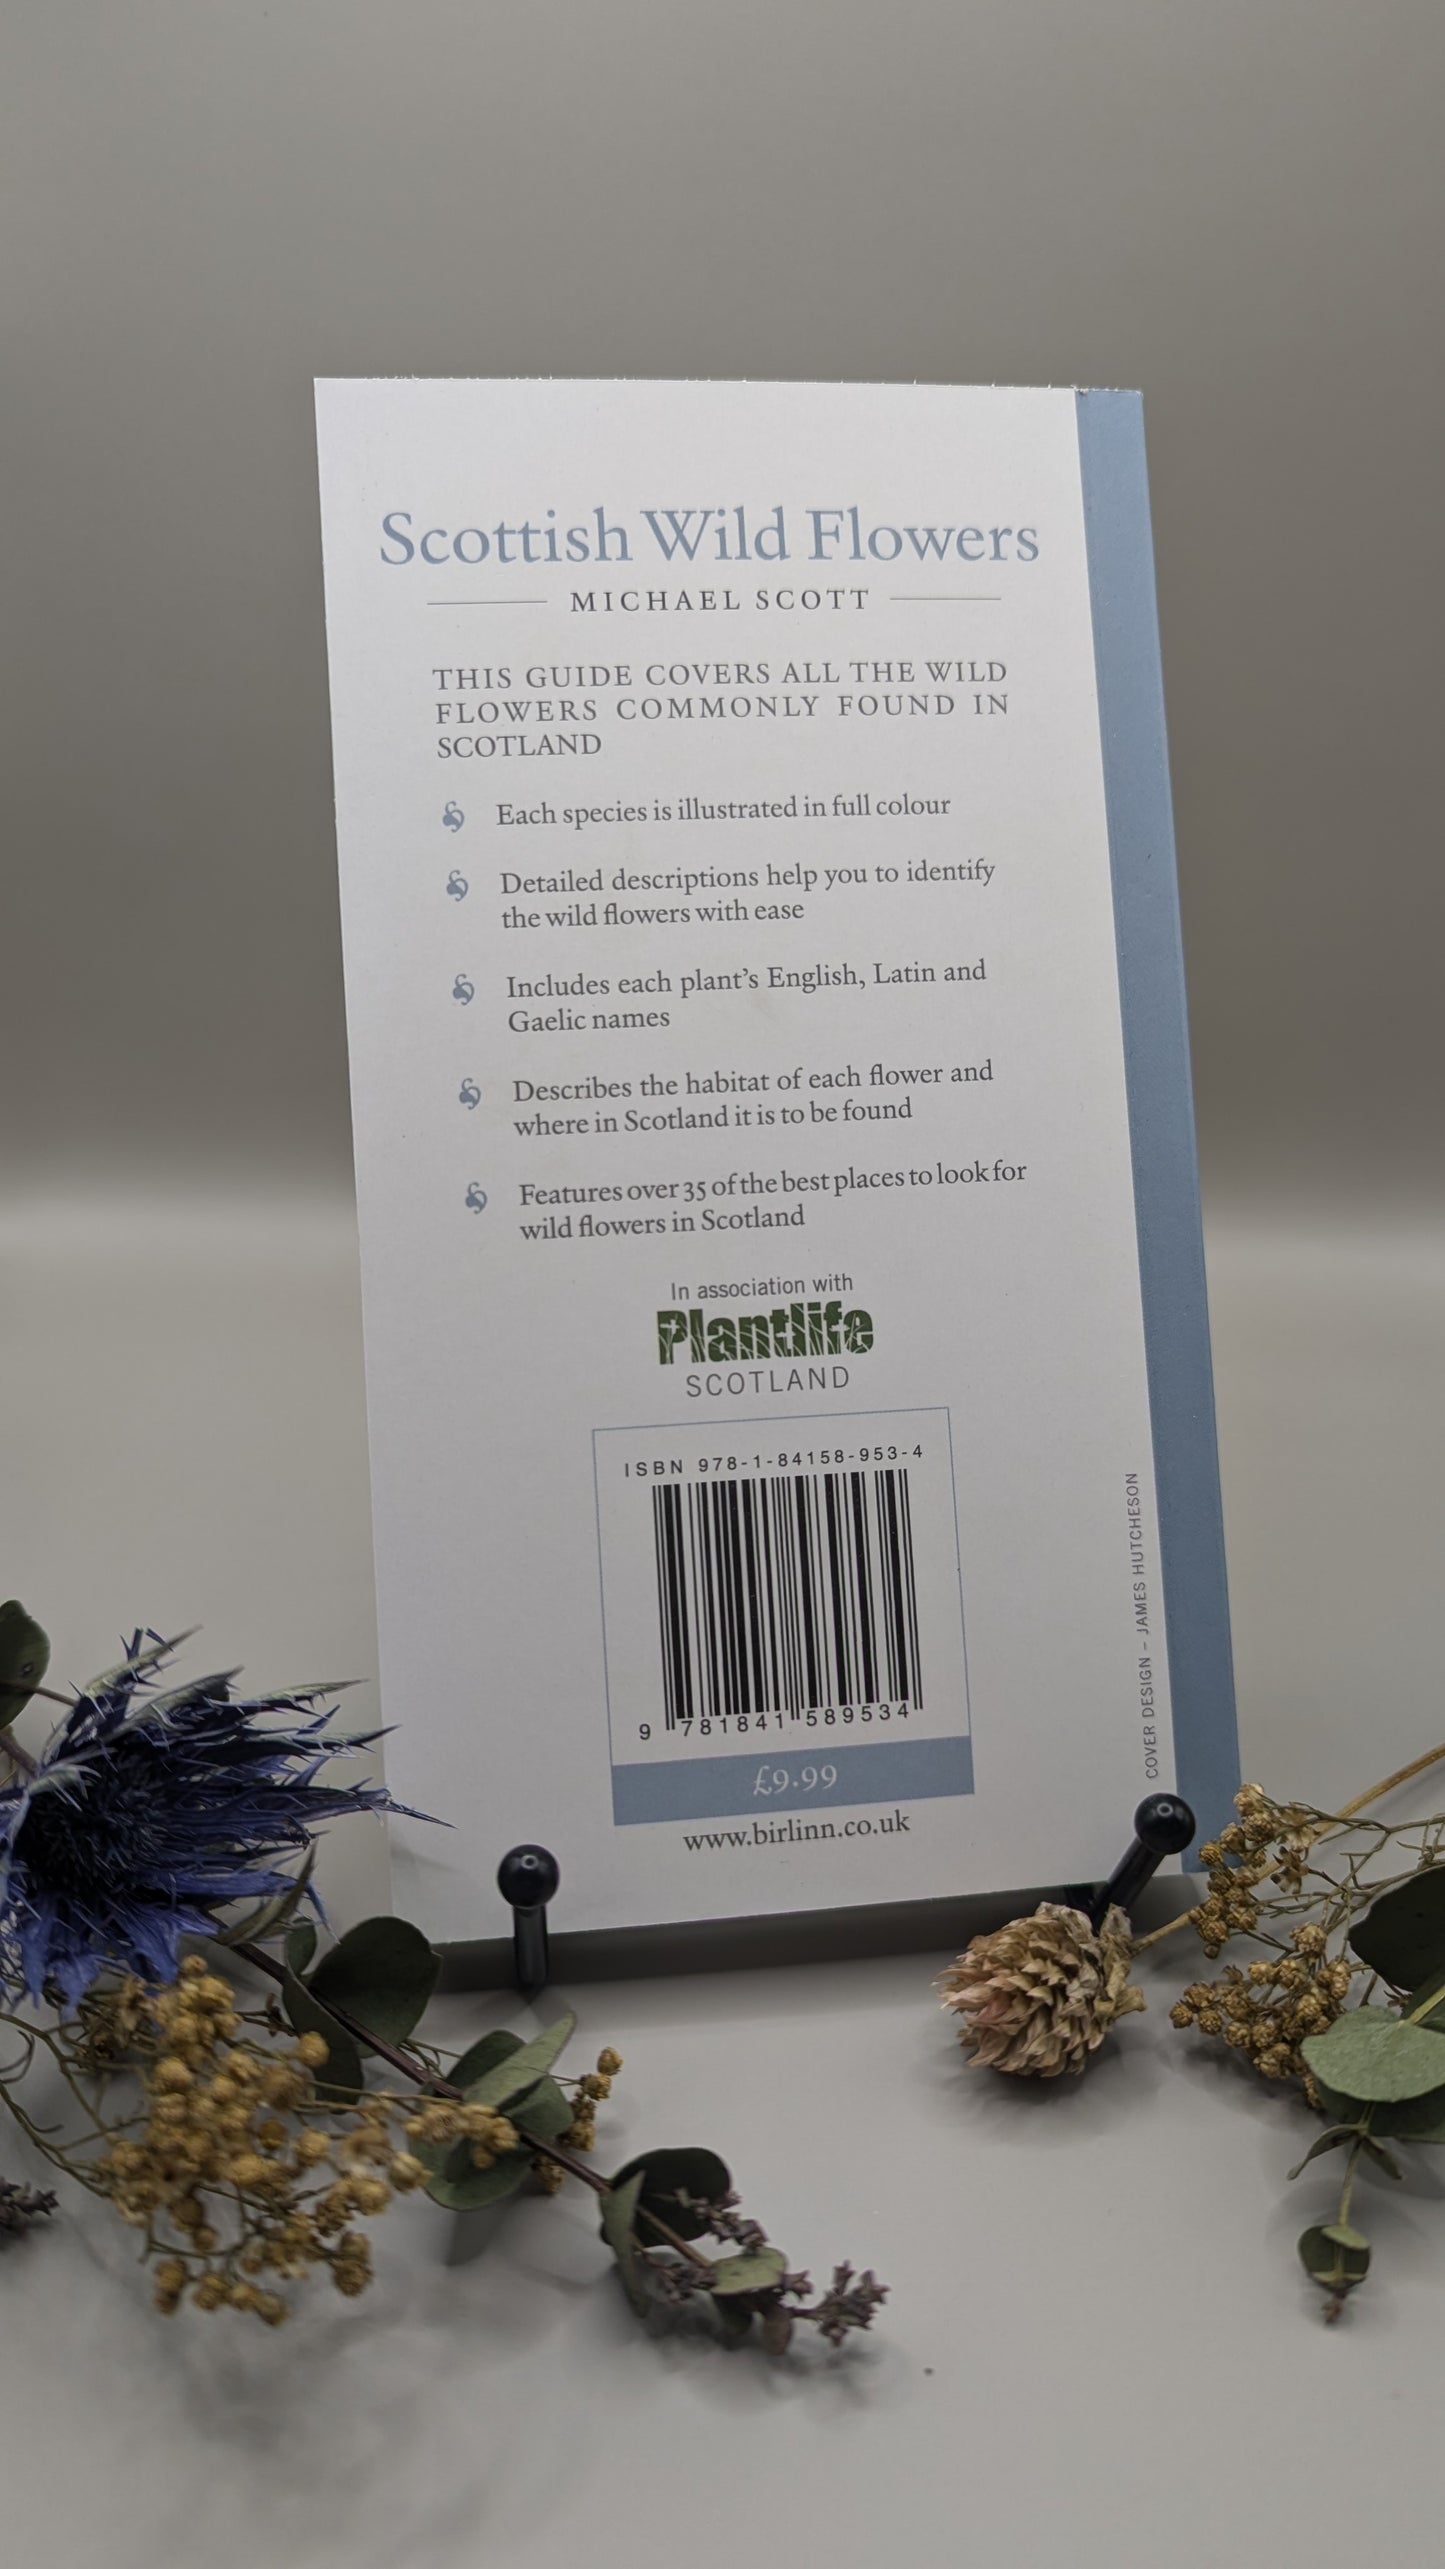 Scottish Wild Flowers
MICHAEL SCOTT
THIS GUIDE COVERS ALL THE WILD
FLOWERS COMMONLY FOUND IN
SCOTLAND
Each species is illustrated in full colour
Detailed descriptions help you to identify
the wild flowers with ease
Includes each plant’s English, Latin and
Gaelic names
Describes the habitat of each flower and
where in Scotland it is to be found
Features over 35 of the best places to look for
wild flowers in Scotland
In association with
Plantlife
SCOTLAND
ISBN 978-1-84158-953-4
9 781841 589534
£9.99
www.birlinn.co.uk
COVER DESIGN – JAMES HUTCHESON